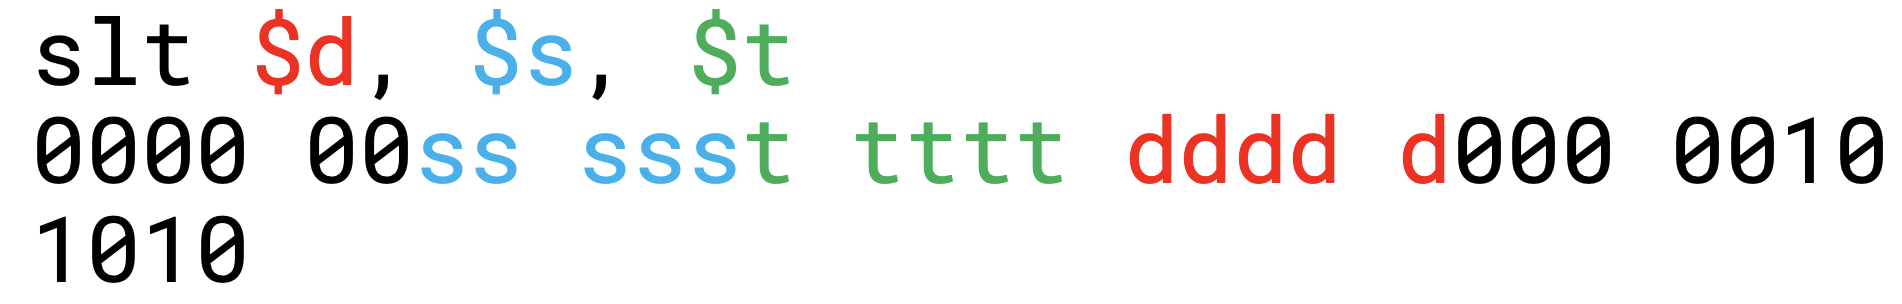 slt $d, $s, $t
0000 00ss ssst tttt dddd d000 0010
1010